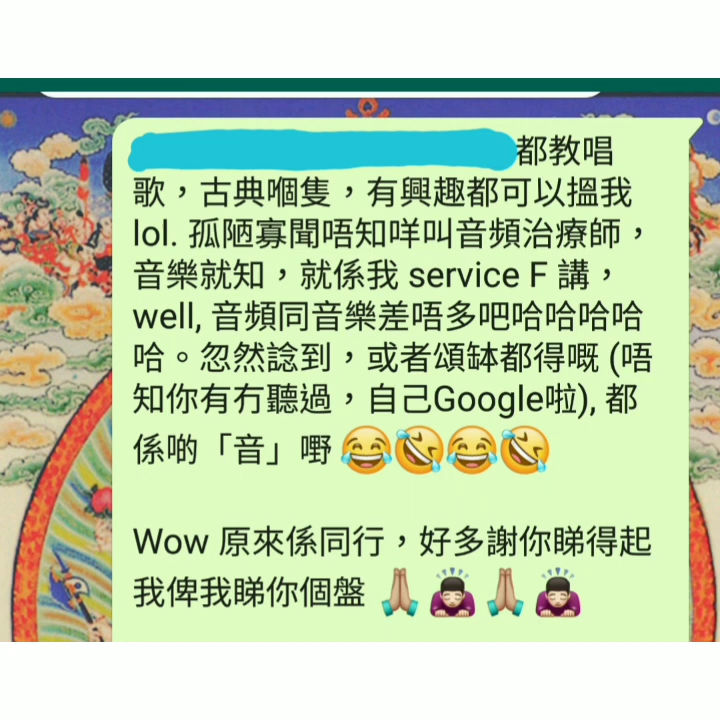 都教唱
歌，古典嗰隻，有興趣都可以搵我
lol. 孤陋寡聞唔知咩叫音頻治療師，
音樂就知，就係我 service F 講，
well, 音頻同音樂差唔多吧哈哈哈哈
哈。忽然諗到，或者頌缽都得嘅 (唔
知你有冇聽過，自己Google啦), 都
係啲「音」嘢 😂🤣😂🤣
Wow 原來係同行，好多謝你睇得起
我俾我睇你個盤 🙏🏽🙇🏻🙏🏽🙇🏻